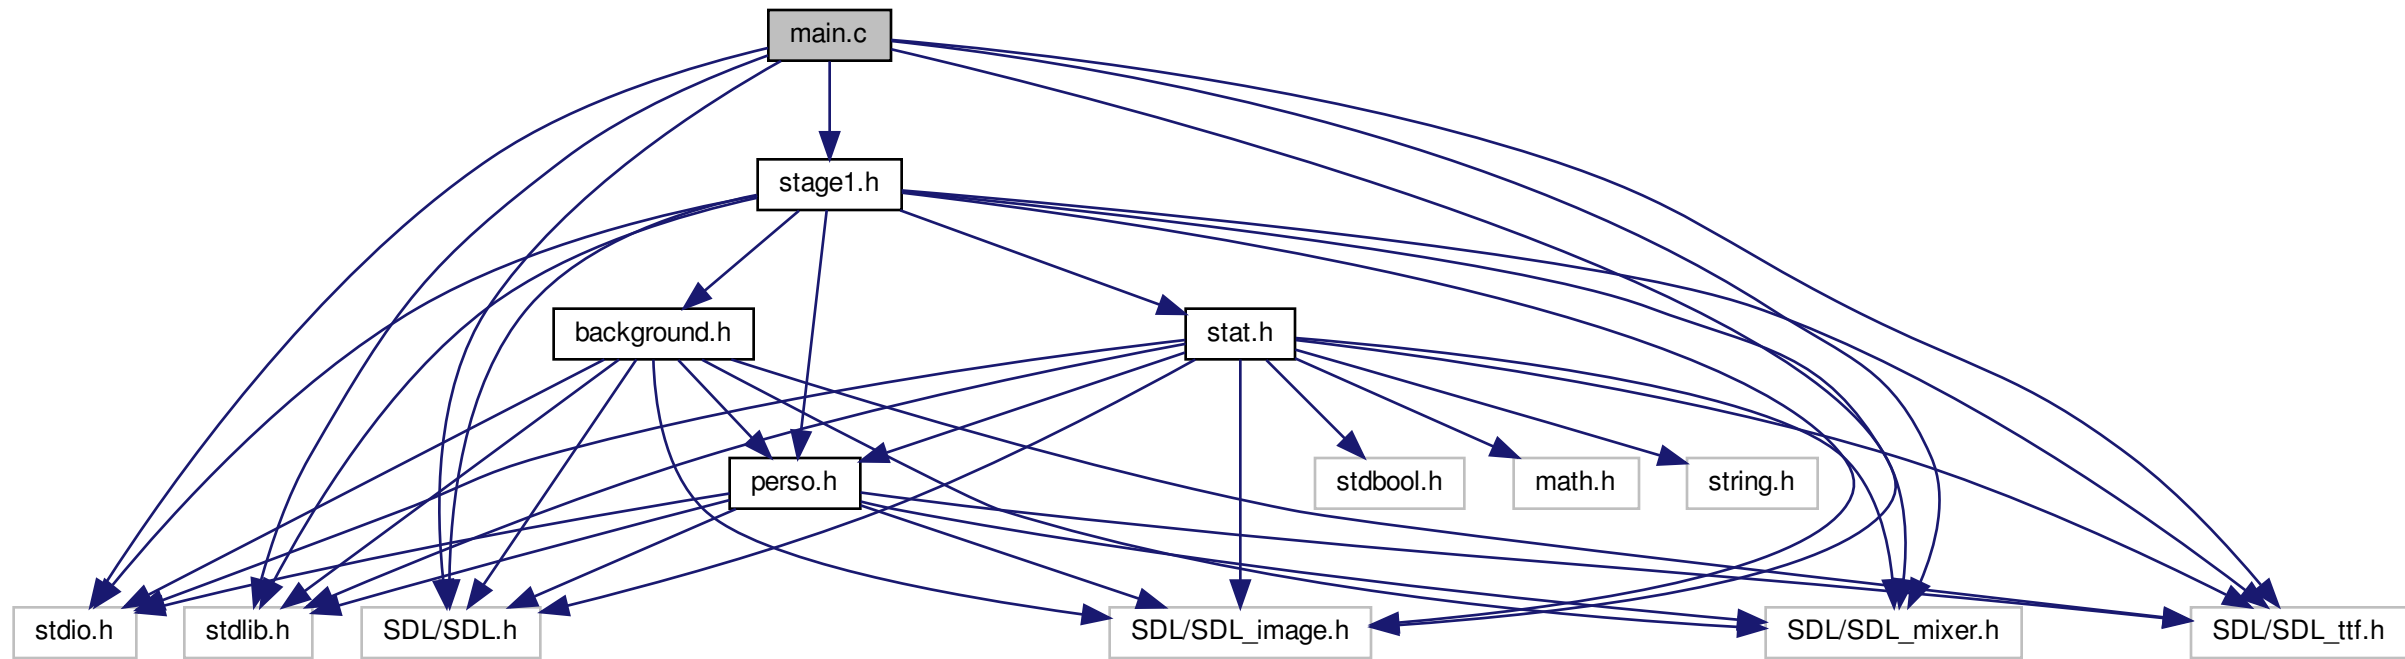 main.c
stage1.h
background.h
stat.h
perso.h
stdbool.h
math.h
string.h
stdio.h
stdlib.h
SDL/SDL.h
SDL/SDL_image.h
SDL/SDL_mixer.h
SDL/SDL_ttf.h